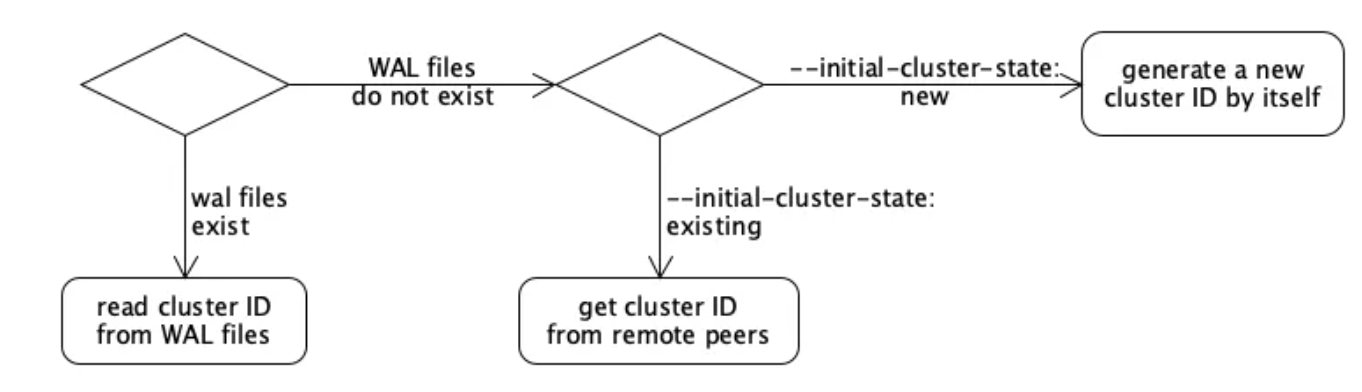 WAL files
do not exist
--initial-cluster-state:
new
generate a new
cluster ID by itself
wal files
exist
--initial-cluster-state:
existing
read cluster ID
from WAL files
get cluster ID
from remote peers